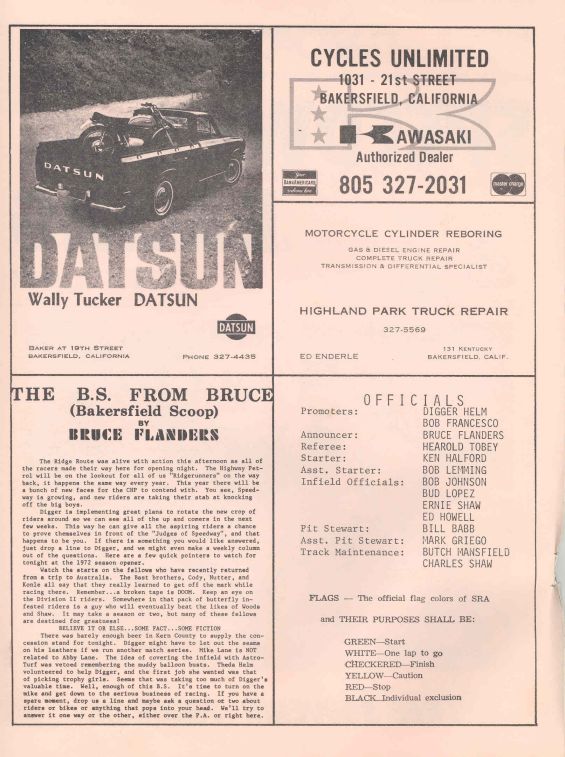 DATSUN
DATSUN
Wally Tucker DATSUN
DATSUN
BAKER AT 19TH STREET
BAKERSFIELD, CALIFORNIA
PHONE 327-4435
CYCLES UNLIMITED
1031 - 21st STREET
BAKERSFIELD, CALIFORNIA
KAWASAKI
Authorized Dealer
805 327-2031
Your
BANKAMERICARD
welcome here
master charge
MOTORCYCLE CYLINDER REBORING
GAS & DIESEL ENGINE REPAIR
COMPLETE TRUCK REPAIR
TRANSMISSION & DIFFERENTIAL SPECIALIST
HIGHLAND PARK TRUCK REPAIR
327-5569
ED ENDERLE
131 KENTUCKY
BAKERSFIELD, CALIF.
THE B.S. FROM BRUCE
(Bakersfield Scoop)
BY
BRUCE FLANDERS
The Ridge Route was alive with action this afternoon as all of
the racers made their way here for opening night. The Highway Pat-
rol will be on the lookout for all of us "Ridgerunners" on the way
back, it happens the same way every year. This year there will be
a bunch of new faces for the CHP to contend with. You see, Speed-
way is growing, and new riders are taking their stab at knocking
off the big boys.
Digger is implementing great plans to rotate the new crop of
riders around so we can see all of the up and comers in the next
few weeks. This way he can give all the aspiring riders a chance
to prove themselves in front of the "Judges of Speedway", and that
happens to be you. If there is something you would like answered,
just drop a line to Digger, and we might even make a weekly column
out of the questions. Here are a few quick pointers to watch for
tonight at the 1972 season opener.
Watch the starts on the fellows who have recently returned
from a trip to Australia. The Bast brothers, Cody, Rutter, and
Konle all say that they really learned to get off the mark while
racing there. Remember...a broken tape is DOOM. Keep an eye on
the Division II riders. Somewhere in that pack of butterfly in-
fested riders is a guy who will eventually beat the likes of Woods
and Shaw. It may take a season or two, but many of these fellows
are destined for greatness!
BELIEVE IT OR ELSE...SOME FACT...SOME FICTION
There was barely enough beer in Kern County to supply the con-
cession stand for tonight. Digger might have to let out the seams
on his leathers if we run another match series. Mike Lane is NOT
related to Abby Lane. The idea of covering the infield with Astro-
Turf was vetoed remembering the muddy balloon busts. Theda Helm
volunteered to help Digger, and the first job she wanted was that
of picking trophy girls. Seems that was taking too much of Digger's
valuable time. Well, enough of this B.S. It's time to turn on the
mike and get down to the serious business of racing. If you have a
spare moment, drop us a line and maybe ask a question or two about
riders or bikes or anything that pops into your head. We'll try to
answer it one way or the other, either over the P.A. or right here.
OFFICIALS
Promoters: DIGGER HELM
BOB FRANCESCO
Announcer: BRUCE FLANDERS
Referee: HEAROLD TOBEY
Starter: KEN HALFORD
Asst. Starter: BOB LEMMING
Infield Officials: BOB JOHNSON
BUD LOPEZ
ERNIE SHAW
ED HOWELL
Pit Stewart: BILL BABB
Asst. Pit Stewart: MARK GRIEGO
Track Maintenance: BUTCH MANSFIELD
CHARLES SHAW
FLAGS — The official flag colors of SRA
and THEIR PURPOSES SHALL BE:
GREEN—Start
WHITE—One lap to go
CHECKERED—Finish
YELLOW—Caution
RED—Stop
BLACK—Individual exclusion